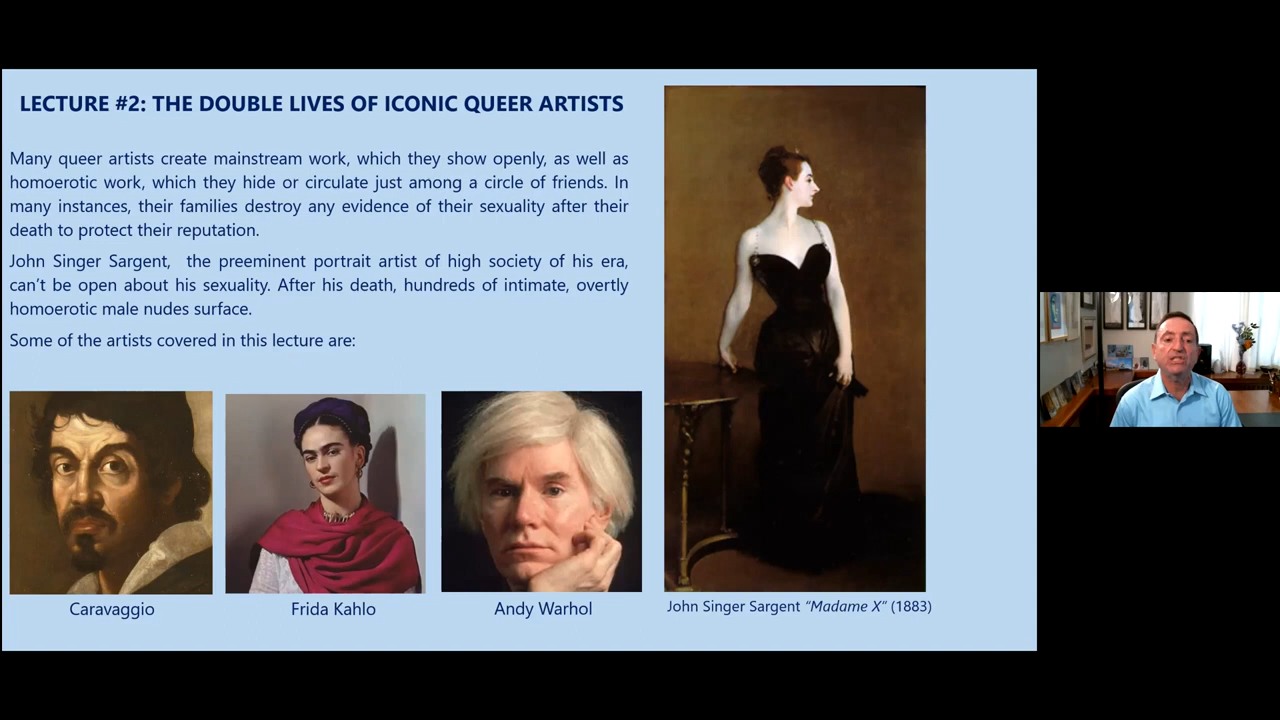 LECTURE #2: THE DOUBLE LIVES OF ICONIC QUEER ARTISTS
Many queer artists create mainstream work, which they show openly, as well as
homoerotic work, which they hide or circulate just among a circle of friends. In
many instances, their families destroy any evidence of their sexuality after their
death to protect their reputation.
John Singer Sargent,  the preeminent portrait artist of high society of his era,
can't be open about his sexuality. After his death, hundreds of intimate, overtly
homoerotic male nudes surface.
Some of the artists covered in this lecture are:
Caravaggio
Frida Kahlo
Andy Warhol
John Singer Sargent "Madame X" (1883)